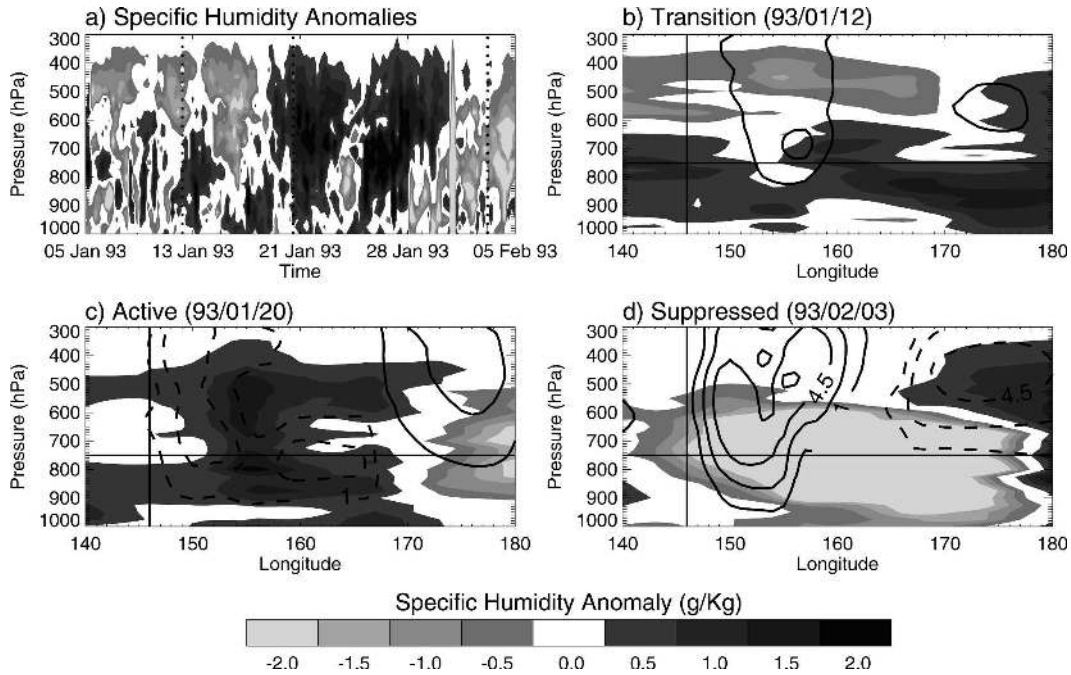 a) Specific Humidity Anomalies
b) Transition (93/01/12)
Pressure (hPa)
300
400
500
600
700
800
900
1000
05 Jan 93 13 Jan 93 21 Jan 93 28 Jan 93 05 Feb 93
Time
Pressure (hPa)
300
400
500
600
700
800
900
1000
140 150 160 170 180
Longitude
c) Active (93/01/20)
d) Suppressed (93/02/03)
Pressure (hPa)
300
400
500
600
700
800
900
1000
1
140 150 160 170 180
Longitude
Pressure (hPa)
300
400
500
600
700
800
900
1000
4.5
4.5
140 150 160 170 180
Longitude
Specific Humidity Anomaly (g/Kg)
-2.0 -1.5 -1.0 -0.5 0.0 0.5 1.0 1.5 2.0